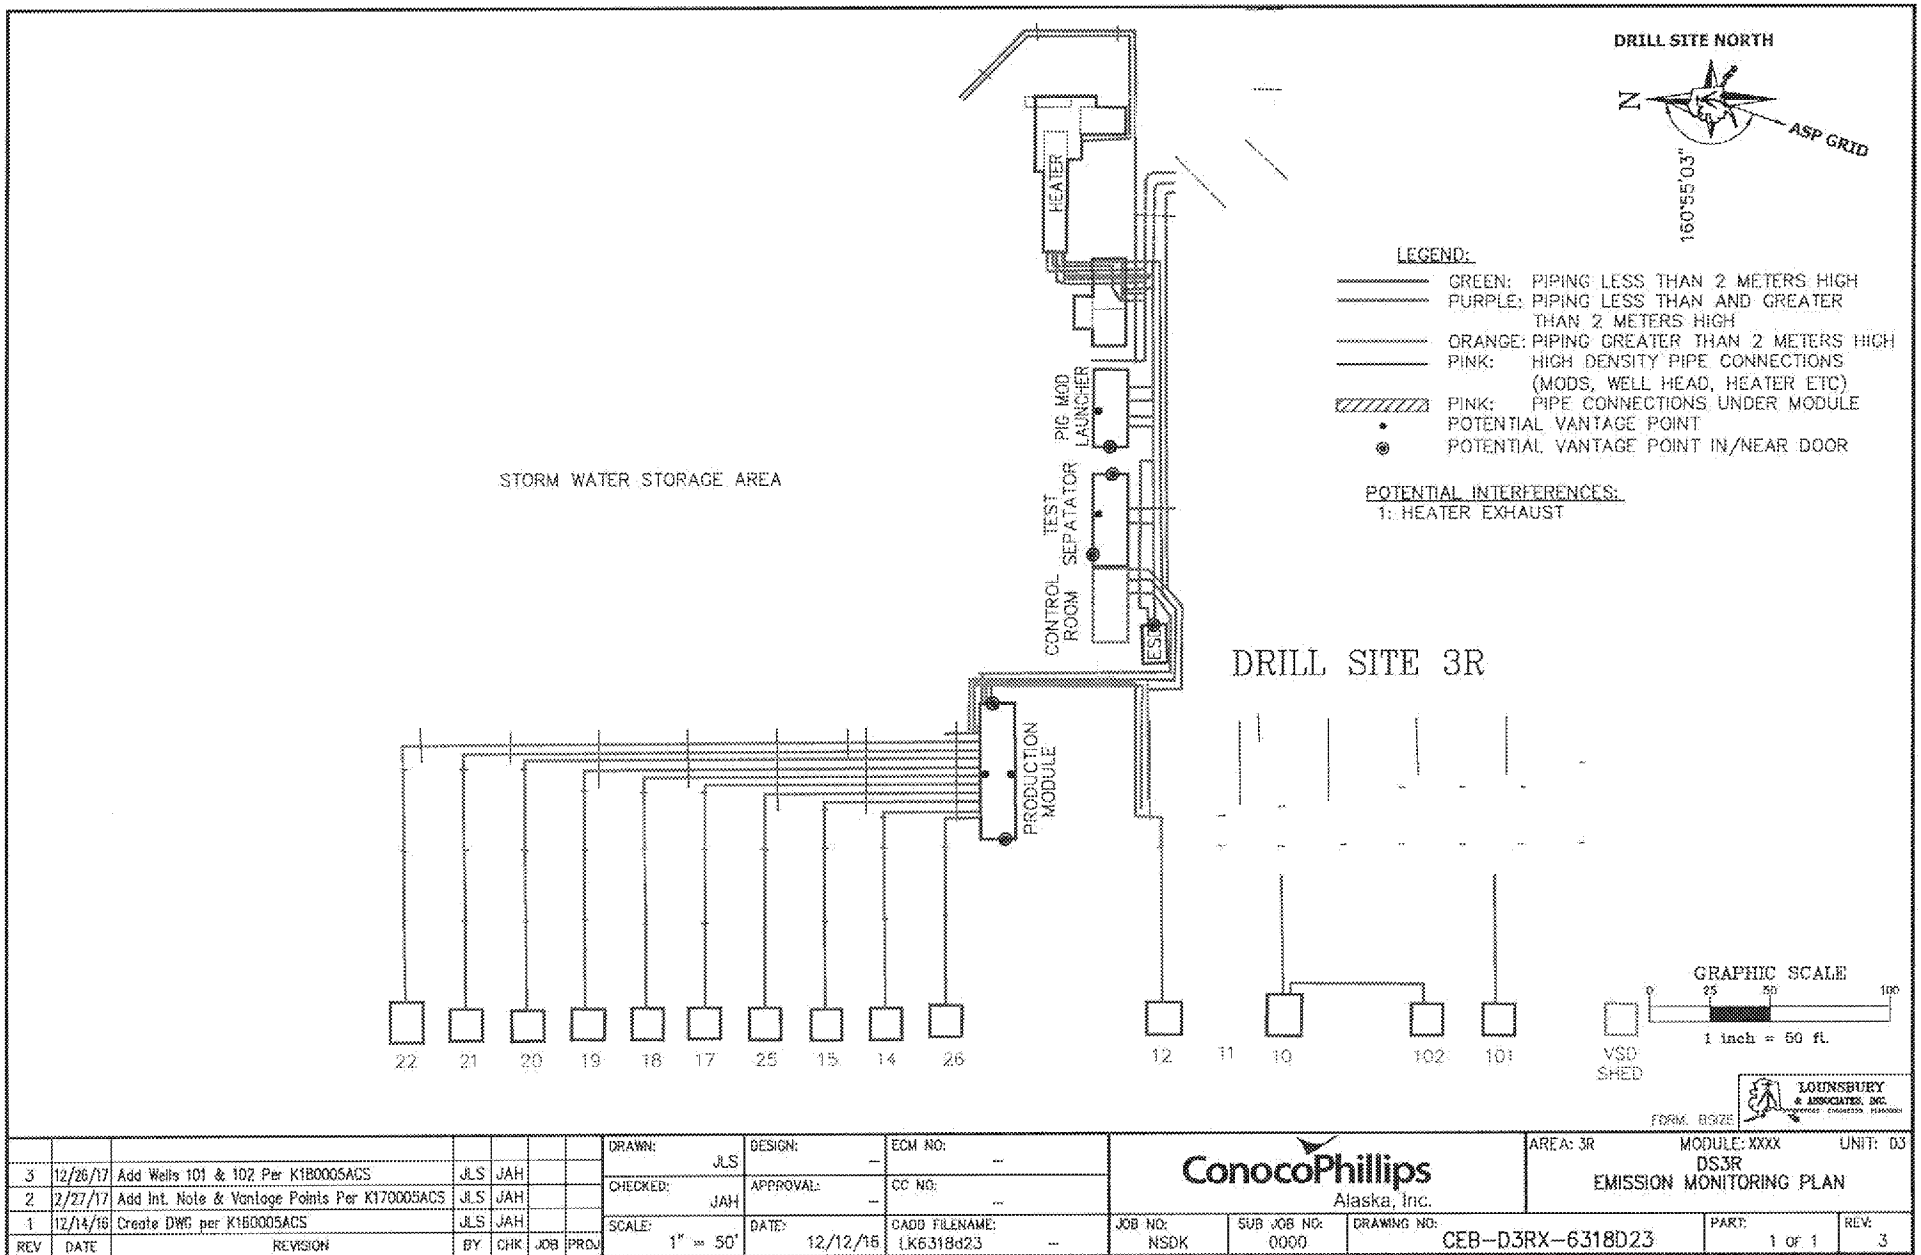 DRILL SITE NORTH
N
ASP GRID
160°55'03"
HEATER
LEGEND:
GREEN: PIPING LESS THAN 2 METERS HIGH
PURPLE: PIPING LESS THAN AND GREATER
THAN 2 METERS HIGH
ORANGE: PIPING GREATER THAN 2 METERS HIGH
PINK: HIGH DENSITY PIPE CONNECTIONS
(MODS, WELL HEAD, HEATER ETC)
PINK: PIPE CONNECTIONS UNDER MODULE
POTENTIAL VANTAGE POINT
POTENTIAL VANTAGE POINT IN/NEAR DOOR
POTENTIAL INTERFERENCES:
1: HEATER EXHAUST
PIG MOD
LAUNCHER
STORM WATER STORAGE AREA
TEST
SEPATATOR
CONTROL
ROOM
ESD
DRILL SITE 3R
PRODUCTION
MODULE
22 21 20 19 18 17 25 15 14 26 12 11 10 102 101
VSD
SHED
GRAPHIC SCALE
0 25 50 100
1 inch = 50 ft.
LOUNSBURY
& ASSOCIATES, INC.
FORM: BSIZE
3 12/26/17 Add Wells 101 & 102 Per K180005ACS JLS JAH
2 2/27/17 Add Int. Note & Vantage Points Per K170005ACS JLS JAH
1 12/14/16 Create DWG per K160005ACS JLS JAH
REV DATE REVISION BY CHK JOB PROJ
DRAWN: JLS
DESIGN: --
ECM NO: --
CHECKED: JAH
APPROVAL: --
CC NO: --
SCALE: 1" = 50'
DATE: 12/12/16
CADD FILENAME: LK6318d23 --
ConocoPhillips
Alaska, Inc.
AREA: 3R MODULE: XXXX UNIT: D3
DS3R
EMISSION MONITORING PLAN
JOB NO: NSDK
SUB JOB NO: 0000
DRAWING NO: CEB-D3RX-6318D23
PART: 1 OF 1
REV: 3